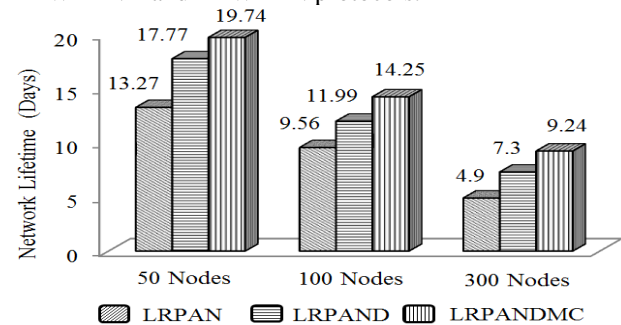 20
15
10
5
0
Network Lifetime (Days)
13.27
17.77
19.74
9.56
11.99
14.25
4.9
7.3
9.24
50 Nodes
100 Nodes
300 Nodes
LRPAN
LRPAND
LRPANDMC